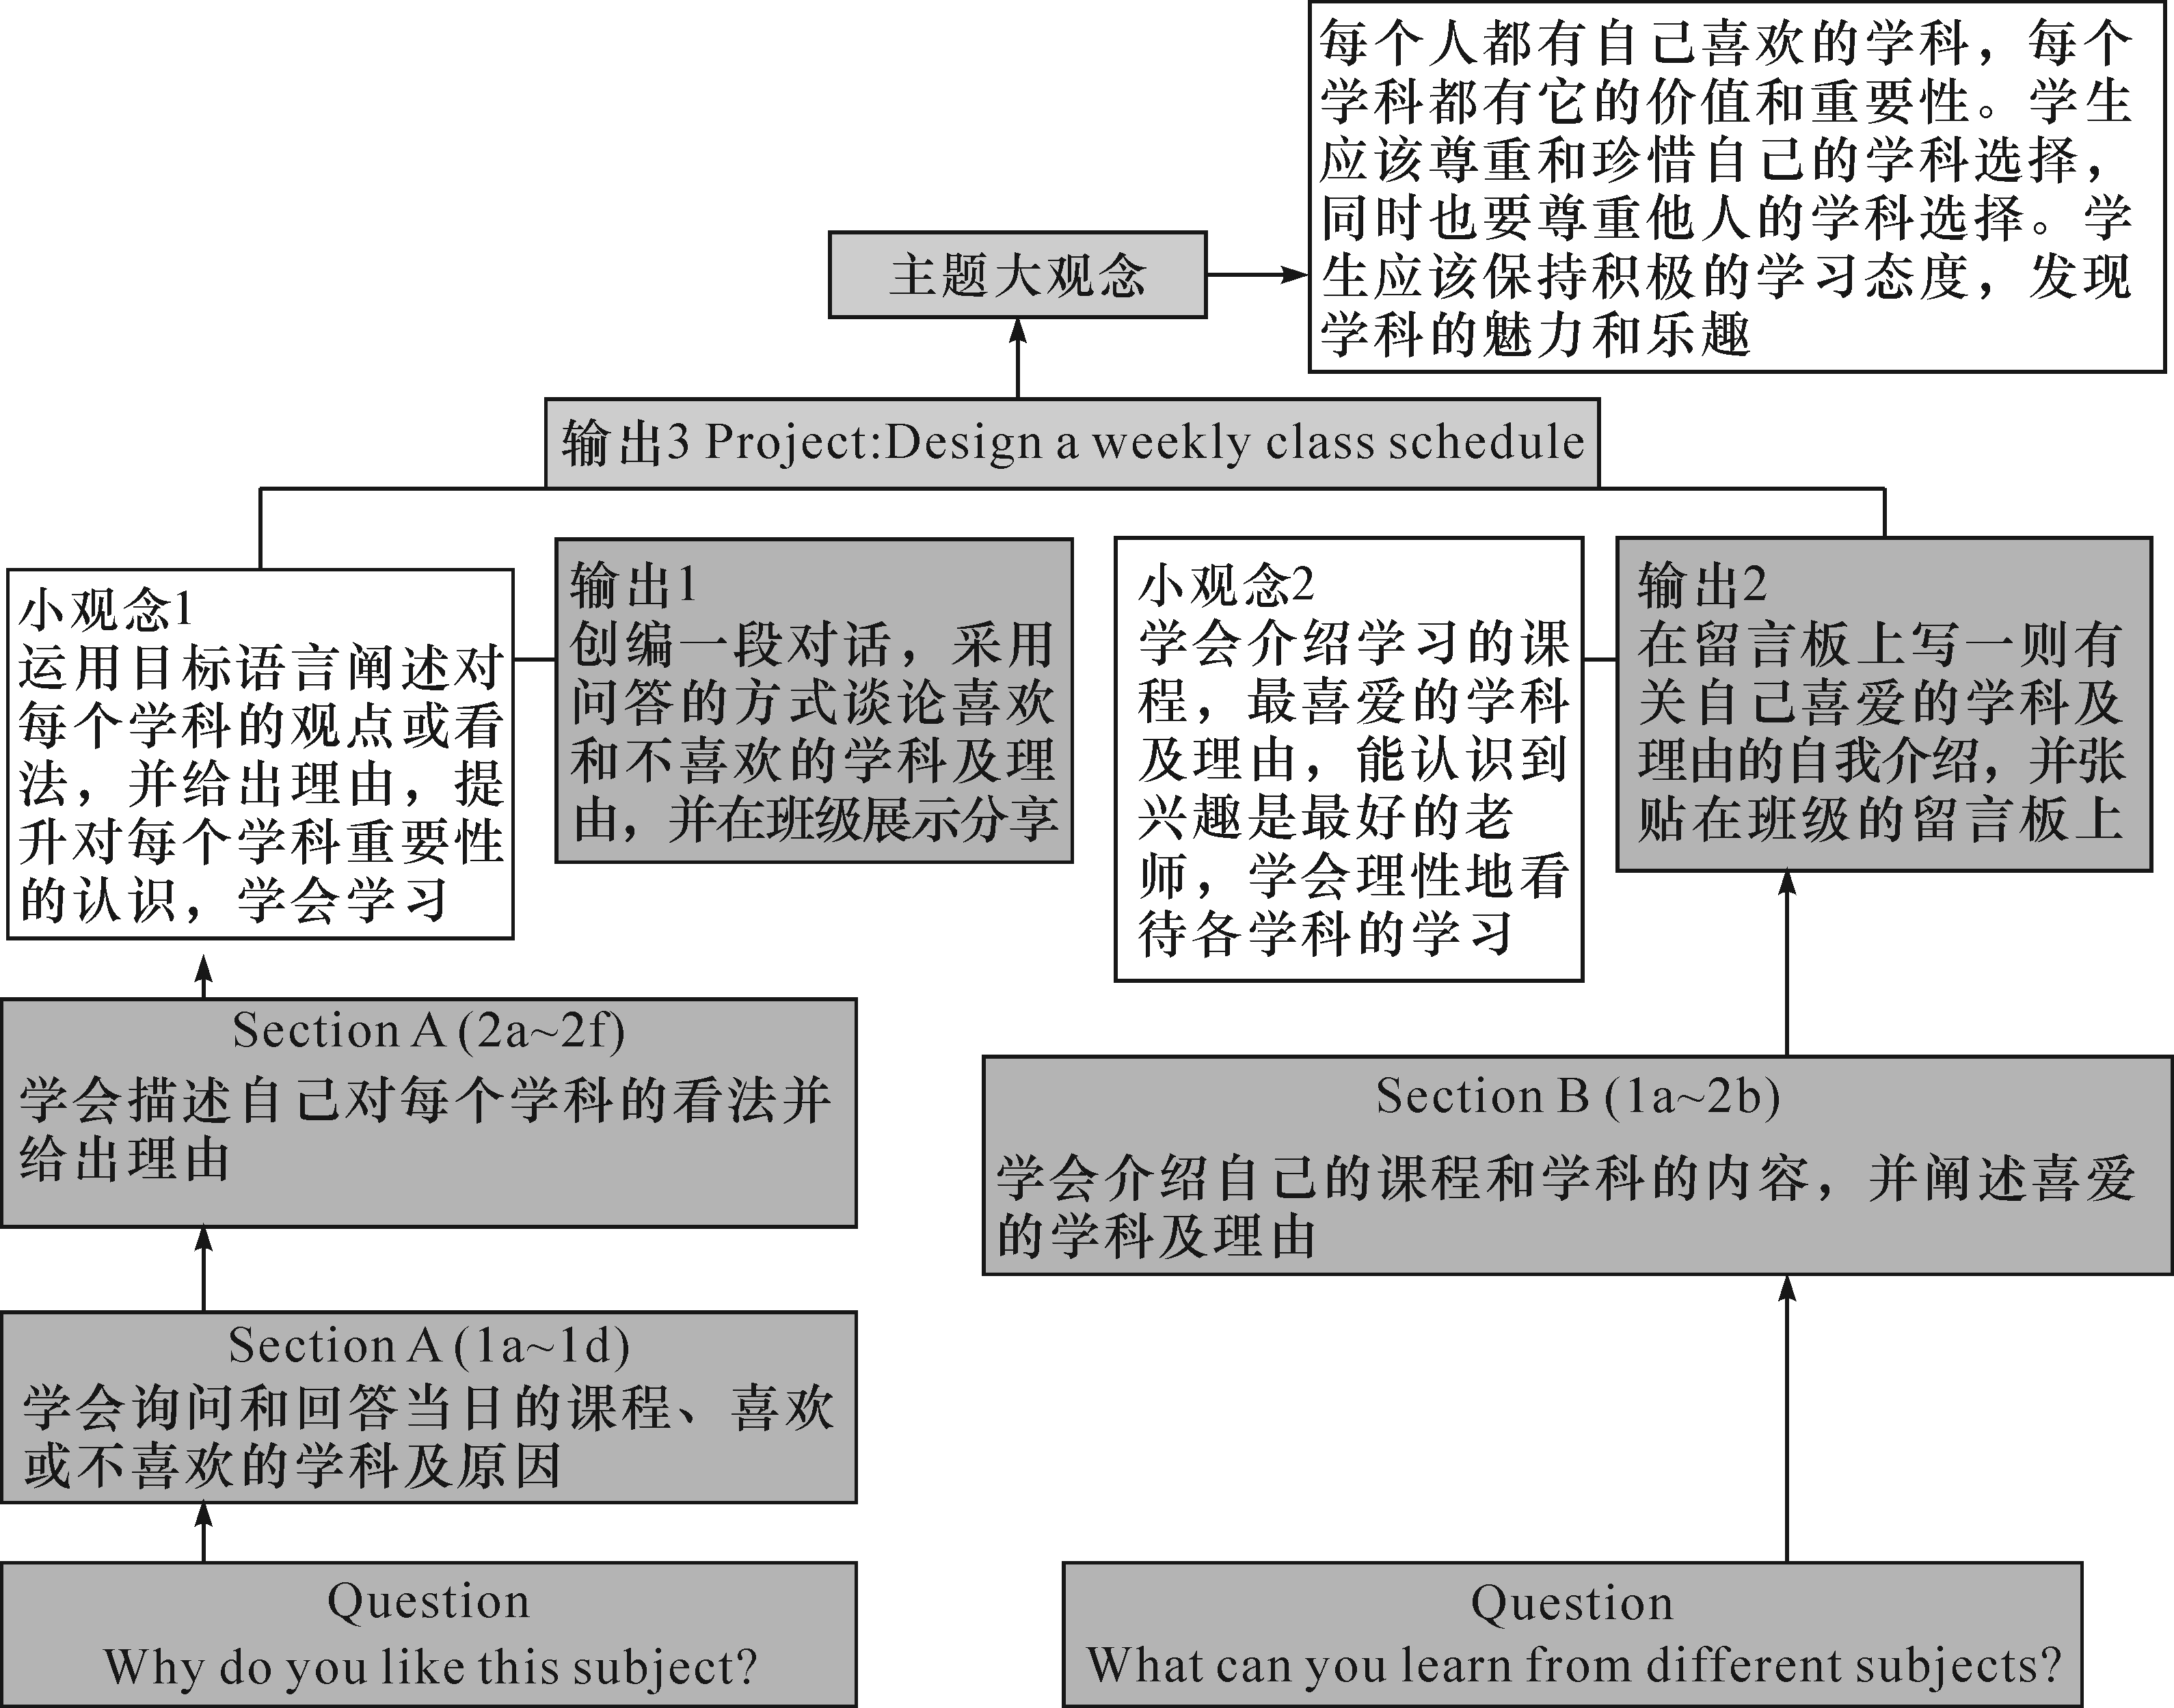 每个人都有自己喜欢的学科，每个
学科都有它的价值和重要性。学生
应该尊重和珍惜自己的学科选择，
同时也要尊重他人的学科选择。学
生应该保持积极的学习态度，发现
学科的魅力和乐趣
主题大观念
输出3 Project:Design a weekly class schedule
小观念1
运用目标语言阐述对
每个学科的观点或看
法，并给出理由，提
升对每个学科重要性
的认识，学会学习
输出1
创编一段对话，采用
问答的方式谈论喜欢
和不喜欢的学科及理
由，并在班级展示分享
小观念2
学会介绍学习的课
程，最喜爱的学科
及理由，能认识到
兴趣是最好的老
师，学会理性地看
待各学科的学习
输出2
在留言板上写一则有
关自己喜爱的学科及
理由的自我介绍，并张
贴在班级的留言板上
Section A (2a~2f)
学会描述自己对每个学科的看法并
给出理由
Section B (1a~2b)
学会介绍自己的课程和学科的内容，并阐述喜爱
的学科及理由
Section A (1a~1d)
学会询问和回答当日的课程、喜欢
或不喜欢的学科及原因
Question
Why do you like this subject?
Question
What can you learn from different subjects?